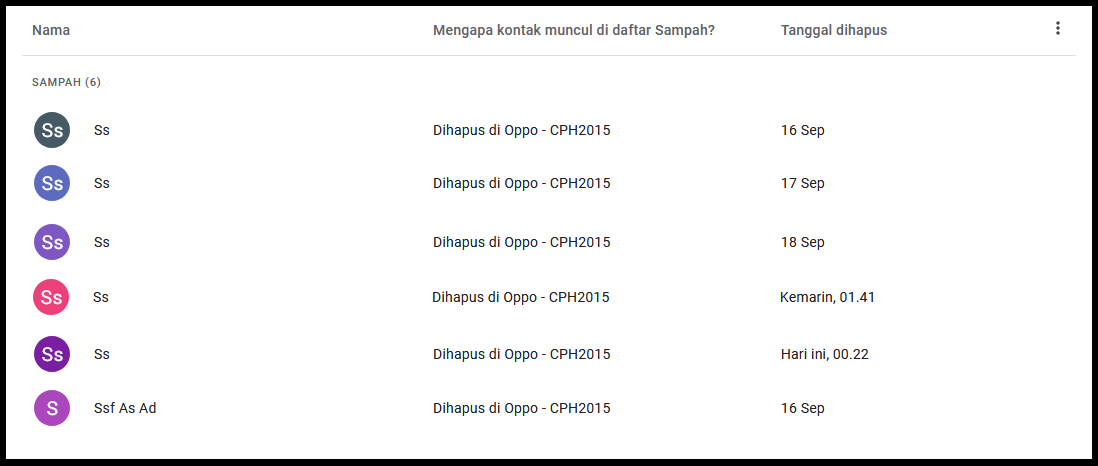 Nama Mengapa kontak muncul di daftar Sampah? Tanggal dihapus
SAMPAH (6)
Ss Ss Dihapus di Oppo - CPH2015 16 Sep
Ss Ss Dihapus di Oppo - CPH2015 17 Sep
Ss Ss Dihapus di Oppo - CPH2015 18 Sep
Ss Ss Dihapus di Oppo - CPH2015 Kemarin, 01.41
Ss Ss Dihapus di Oppo - CPH2015 Hari ini, 00.22
S Ssf As Ad Dihapus di Oppo - CPH2015 16 Sep